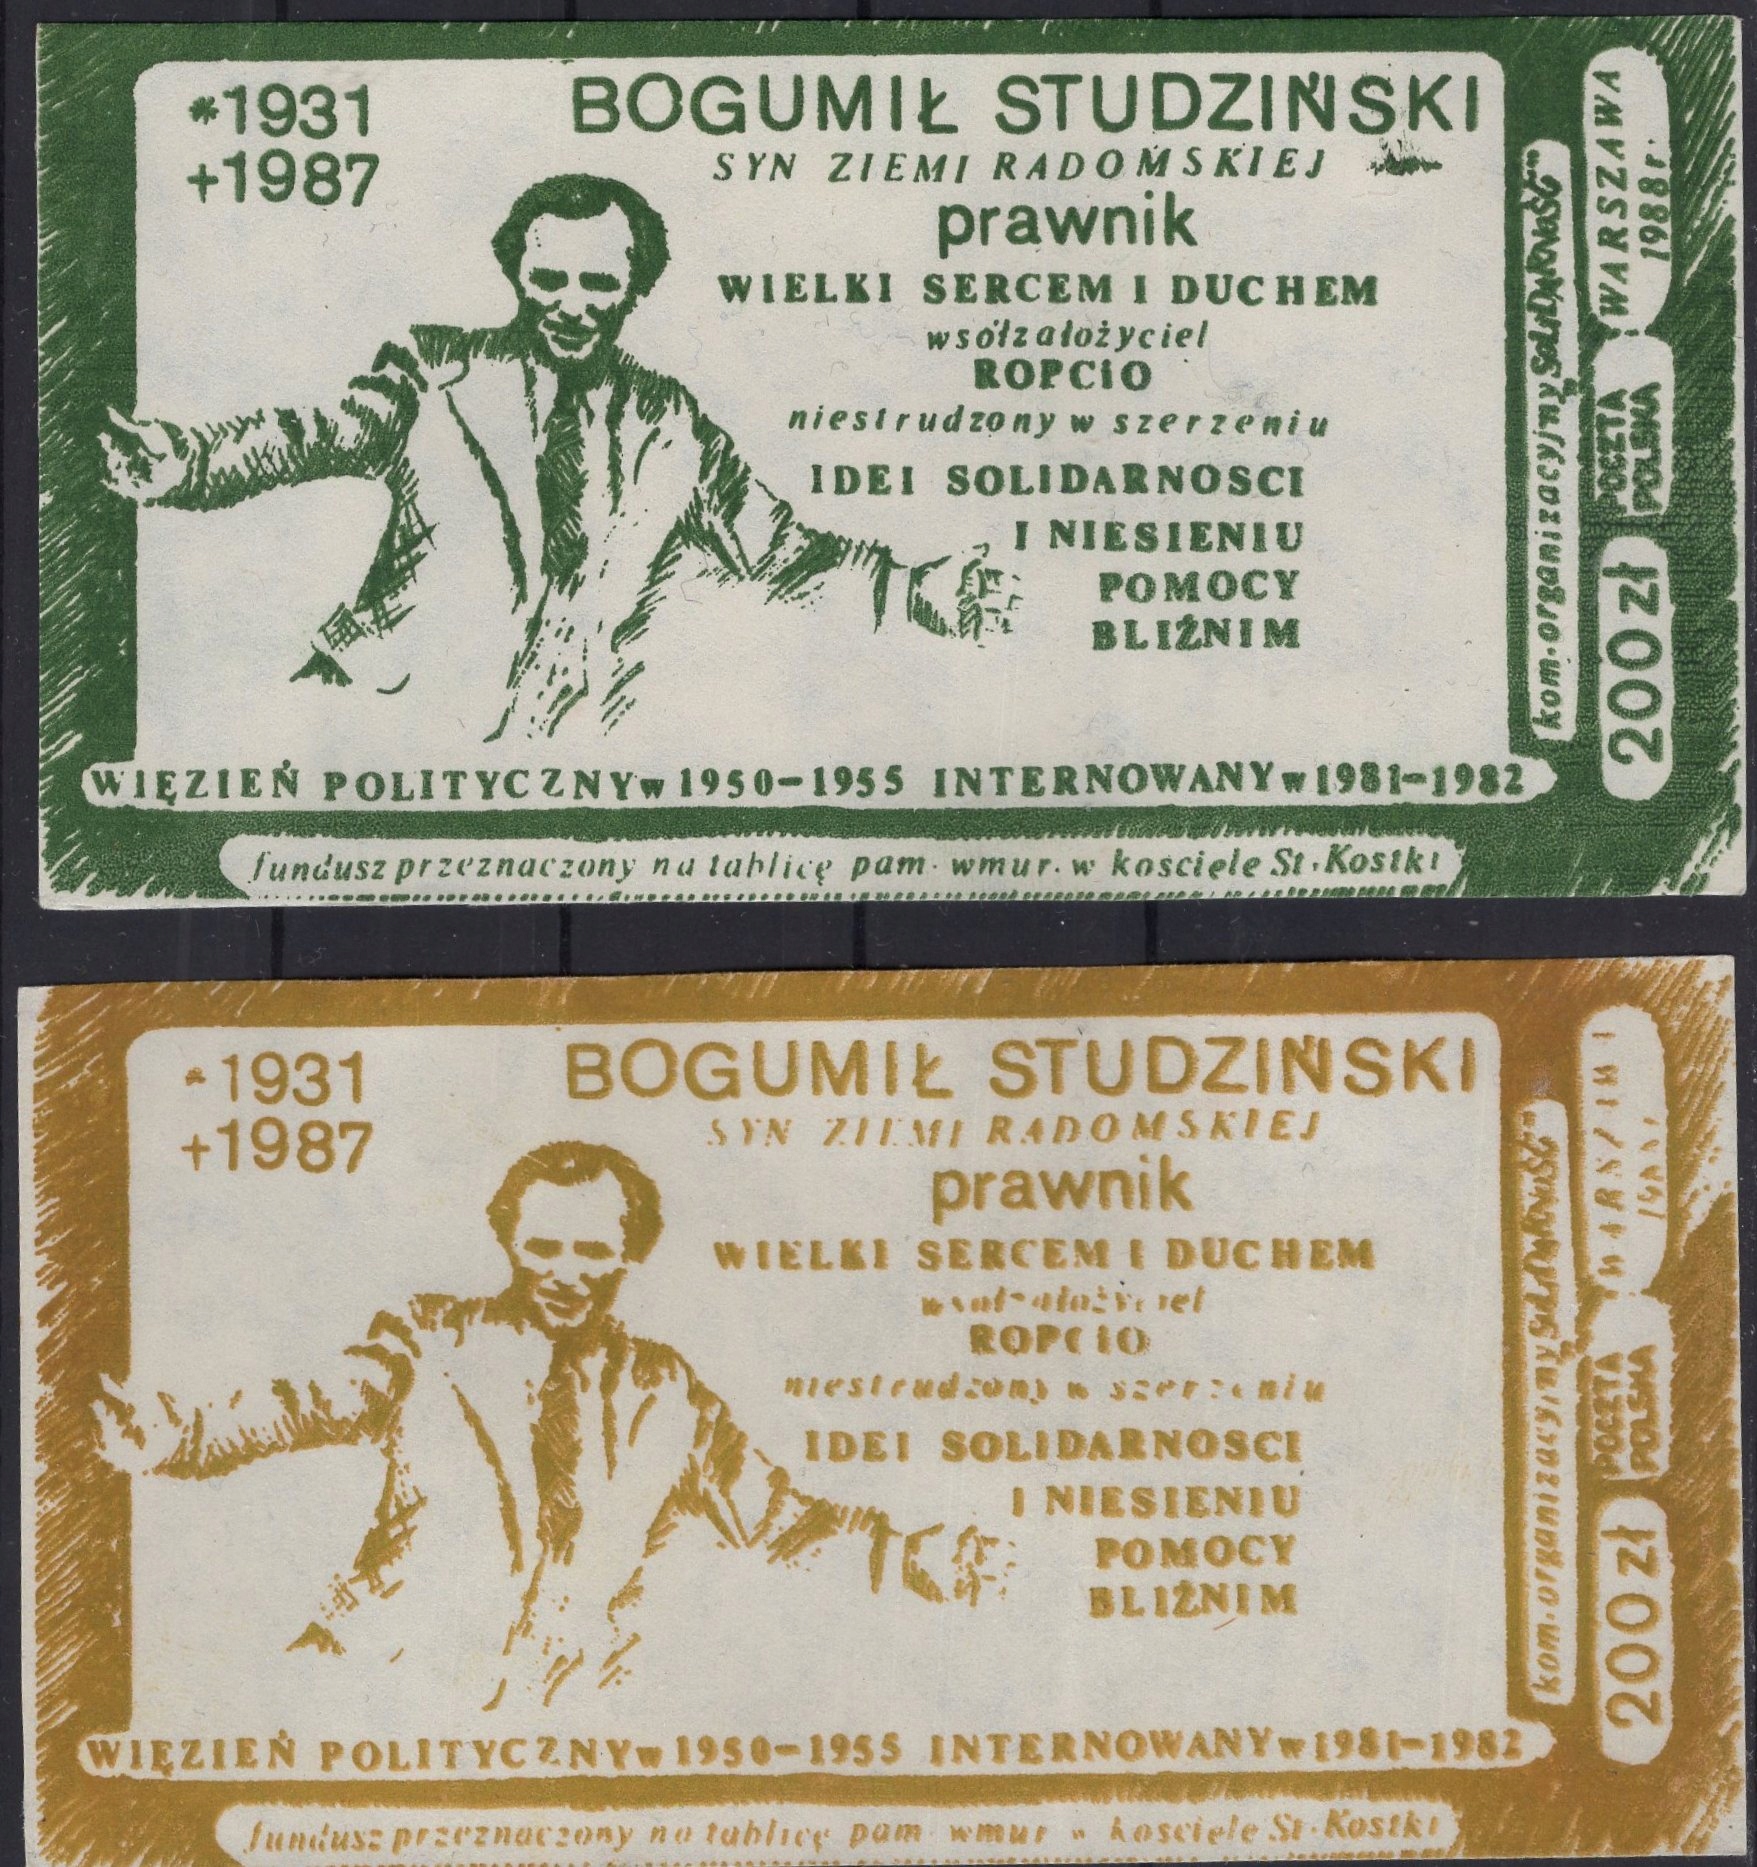 *1931
+1987
BOGUMIŁ STUDZIŃSKI
SYN ZIEMI RADOMSKIEJ
prawnik
WIELKI SERCEM I DUCHEM
wsółzałożyciel
ROPCiO
niestrudzony w szerzeniu
IDEI SOLIDARNOSCI
I NIESIENIU
POMOCY
BLIŹNIM
WIĘZIEŃ POLITYCZNY w 1950-1955 INTERNOWANY w 1981-1982
fundusz przeznaczony na tablicę pam. wmur. w kosciele St. Kostki
kom. organizacyjny „SOLIDARNOŚĆ”
WARSZAWA
1988 r.
POCZTA
POLSKA
200 zł
*1931
+1987
BOGUMIŁ STUDZIŃSKI
SYN ZIEMI RADOMSKIEJ
prawnik
WIELKI SERCEM I DUCHEM
ROPCiO
niestrudzony w szerzeniu
IDEI SOLIDARNOSCI
I NIESIENIU
POMOCY
BLIŹNIM
WIĘZIEŃ POLITYCZNY w 1950-1955 INTERNOWANY w 1981-1982
fundusz przeznaczony na tablicę pam wmur w kosciele St. Kostki
kom. organizacyjny „SOLIDARNOŚĆ”
POCZTA
POLSKA
200 zł